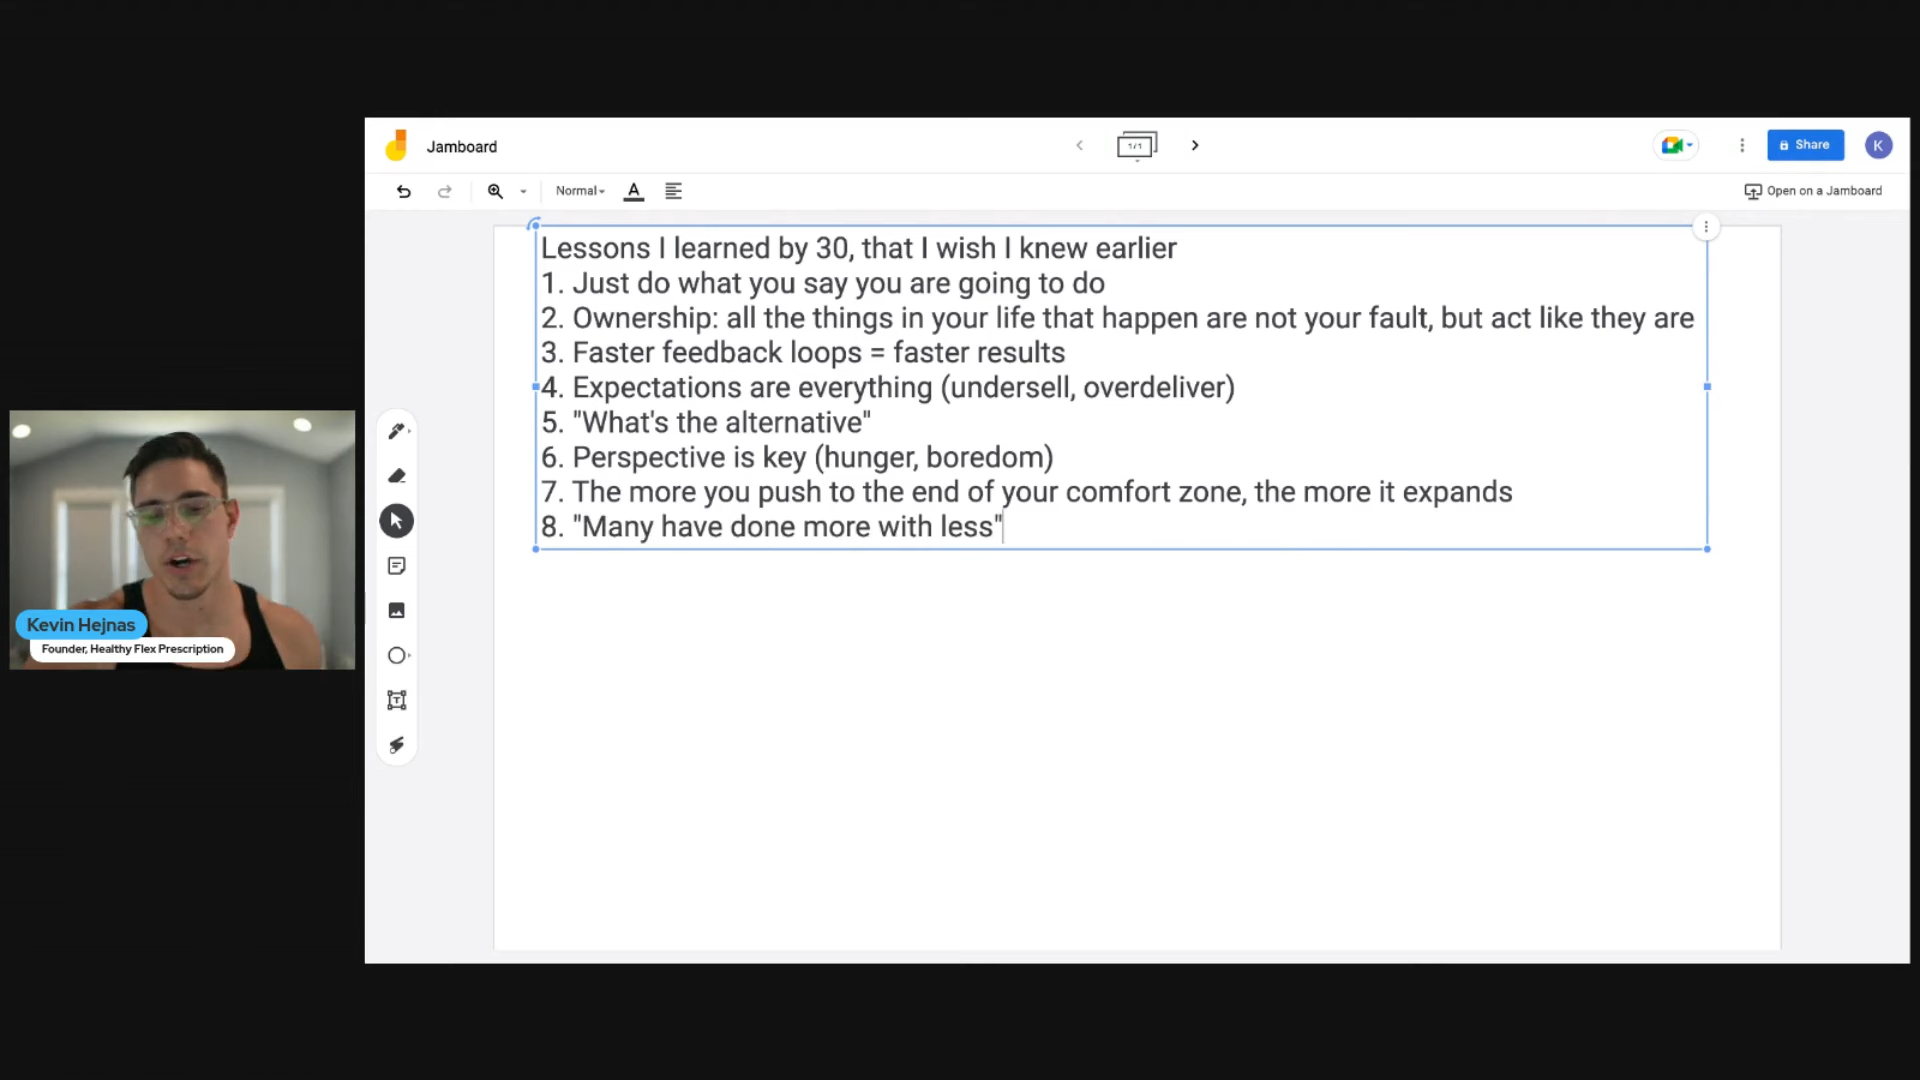 Jamboard
1/1
Share
K
Normal
A
Open on a Jamboard
Lessons I learned by 30, that I wish I knew earlier
1. Just do what you say you are going to do
2. Ownership: all the things in your life that happen are not your fault, but act like they are
3. Faster feedback loops = faster results
4. Expectations are everything (undersell, overdeliver)
5. "What's the alternative"
6. Perspective is key (hunger, boredom)
7. The more you push to the end of your comfort zone, the more it expands
8. "Many have done more with less"
Kevin Hejnas
Founder, Healthy Flex Prescription